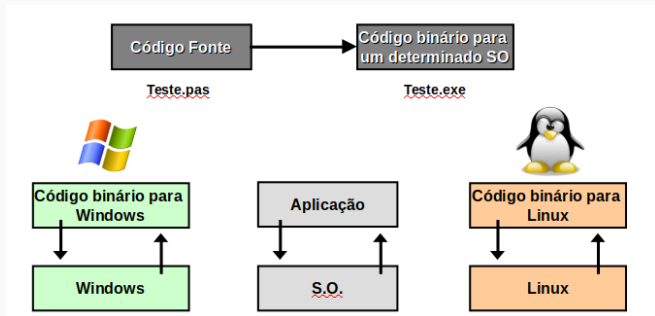 Código Fonte
Código binário para
um determinado SO
Teste.pas
Teste.exe
Código binário para
Windows
Aplicação
Código binário para
Linux
Windows
S.O.
Linux